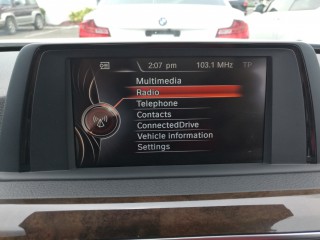 2:07 pm 103.1 MHz TP
Multimedia
Radio
Telephone
Contacts
ConnectedDrive
Vehicle information
Settings